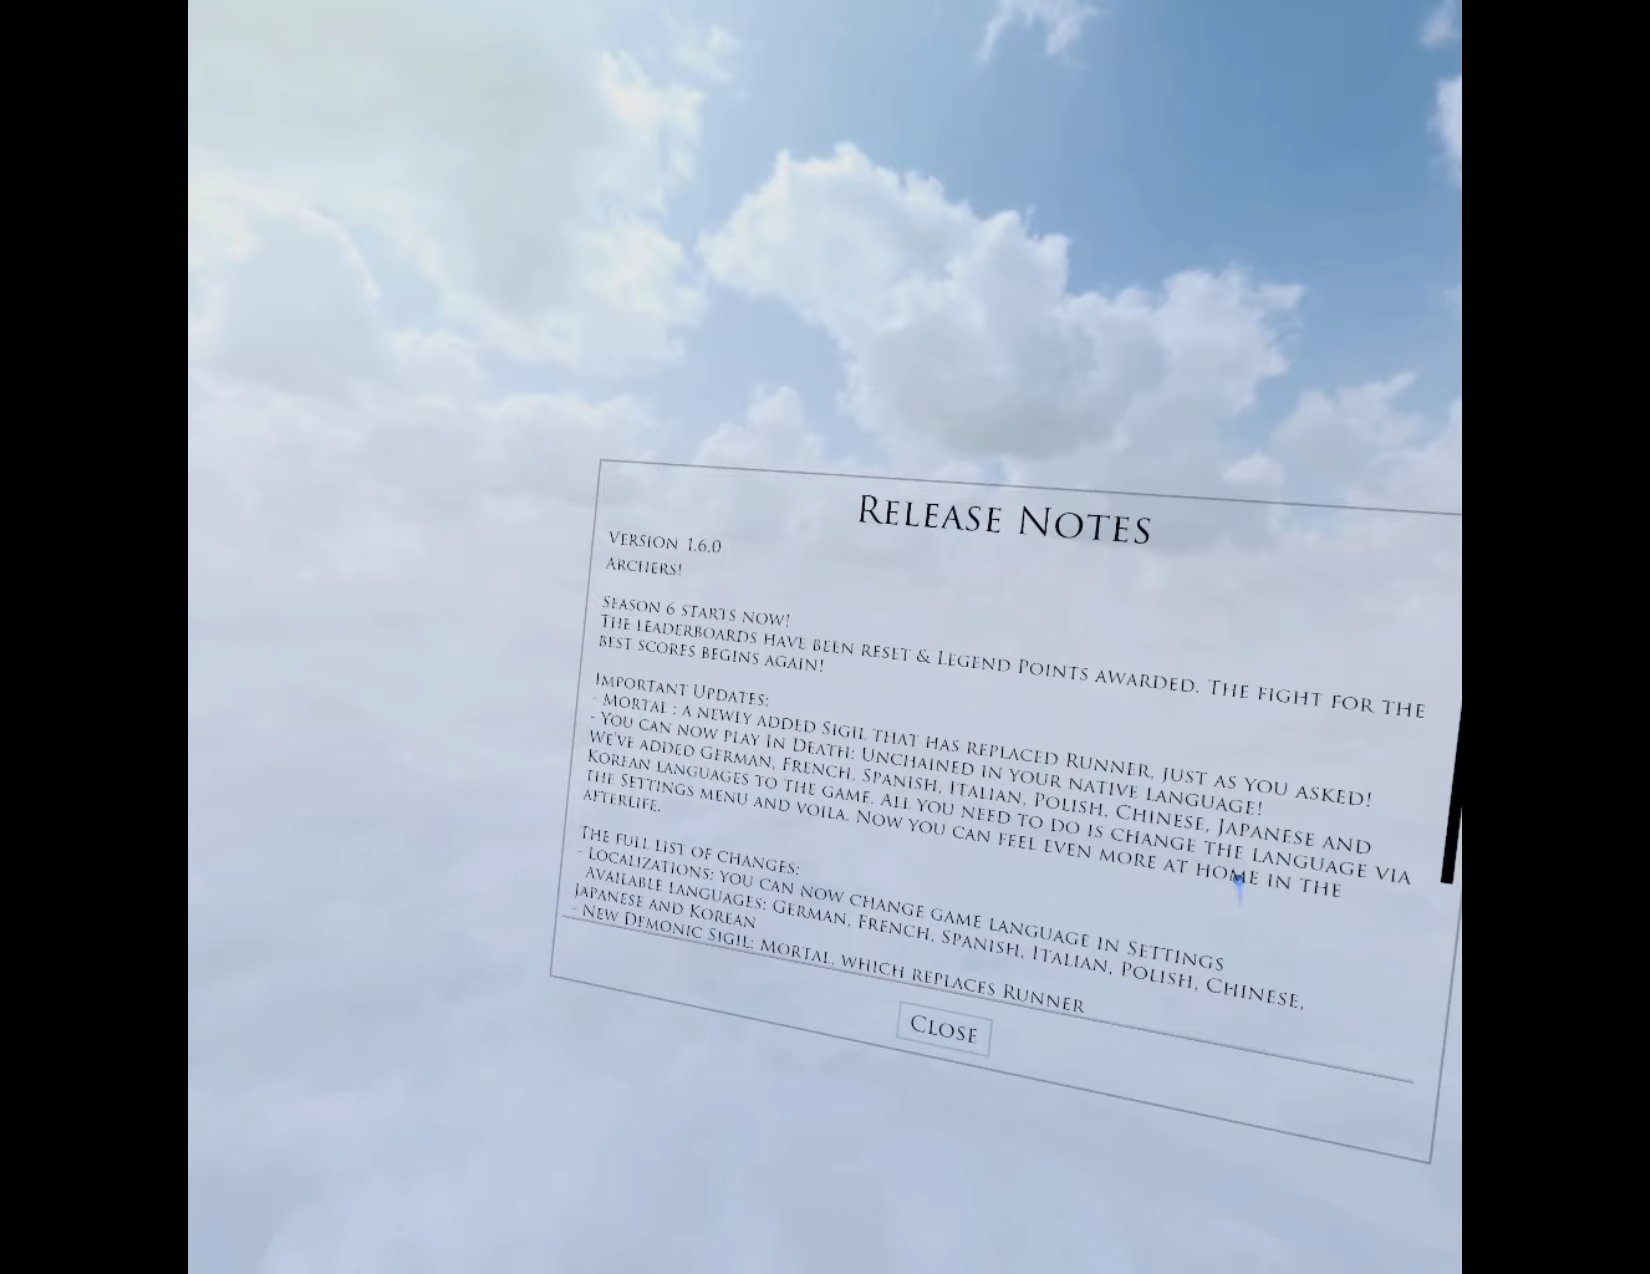 Release Notes
Version 1.6.0
Archers!
Season 6 starts now!
The leaderboards have been reset & Legend Points awarded. The fight for the
best scores begins again!
Important Updates:
- Mortal : a newly added Sigil that has replaced Runner, just as you asked!
- You can now play In Death: Unchained in your native language!
We've added German, French, Spanish, Italian, Polish, Chinese, Japanese and
Korean languages to the game. All you need to do is change the language via
the Settings menu and voila. Now you can feel even more at home in the
afterlife.
The full list of changes:
- Localizations: you can now change game language in Settings
Available languages: German, French, Spanish, Italian, Polish, Chinese,
Japanese and Korean
- New Demonic Sigil: Mortal, which replaces Runner
Close